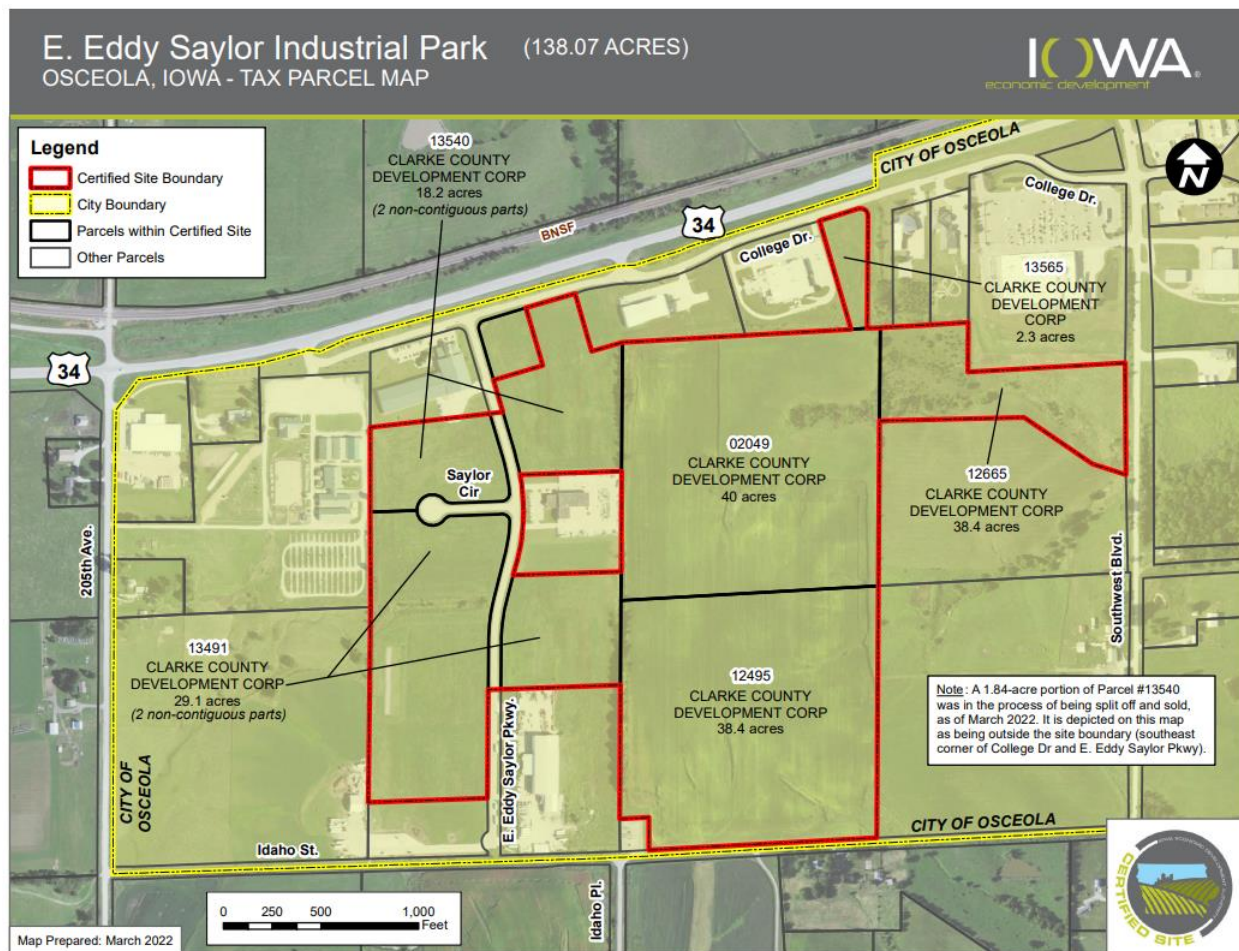 E. Eddy Saylor Industrial Park (138.07 ACRES)
OSCEOLA, IOWA - TAX PARCEL MAP
IOWA
economic development
Legend
Certified Site Boundary
City Boundary
Parcels within Certified Site
Other Parcels
13540
CLARKE COUNTY
DEVELOPMENT CORP
18.2 acres
(2 non-contiguous parts)
BNSF
34
College Dr.
CITY OF OSCEOLA
College Dr.
N
13565
CLARKE COUNTY
DEVELOPMENT
CORP
2.3 acres
34
Saylor
Cir
02049
CLARKE COUNTY
DEVELOPMENT CORP
40 acres
12665
CLARKE COUNTY
DEVELOPMENT CORP
38.4 acres
205th Ave.
Southwest Blvd.
13491
CLARKE COUNTY
DEVELOPMENT CORP
29.1 acres
(2 non-contiguous parts)
12495
CLARKE COUNTY
DEVELOPMENT CORP
38.4 acres
Note: A 1.84-acre portion of Parcel #13540
was in the process of being split off and sold,
as of March 2022. It is depicted on this map
as being outside the site boundary (southeast
corner of College Dr and E. Eddy Saylor Pkwy).
E. Eddy Saylor Pkwy.
CITY OF
OSCEOLA
Idaho St.
CITY OF OSCEOLA
0 250 500 1,000
Feet
Idaho Pl.
CERTIFIED SITE
Map Prepared: March 2022